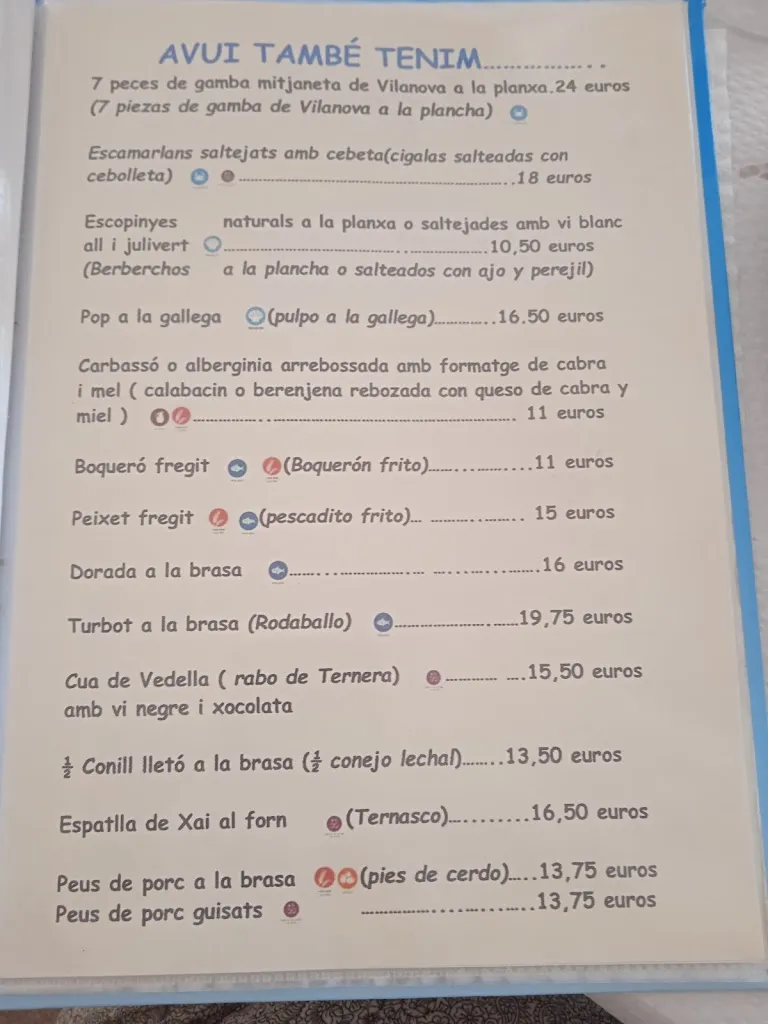 AVUI TAMBÉ TENIM.................
7 peces de gamba mitjaneta de Vilanova a la planxa.24 euros
(7 piezas de gamba de Vilanova a la plancha)
Escamarlans saltejats amb cebeta(cigalas salteadas con
cebolleta) ...............................................................18 euros
Escopinyes naturals a la planxa o saltejades amb vi blanc
all i julivert ............................................................10,50 euros
(Berberchos a la plancha o salteados con ajo y perejil)
Pop a la gallega (pulpo a la gallega)..............16.50 euros
Carbassó o alberginia arrebossada amb formatge de cabra
i mel ( calabacin o berenjena rebozada con queso de cabra y
miel ) ........................................................................ 11 euros
Boqueró fregit (Boquerón frito)......................11 euros
Peixet fregit (pescadito frito)... ..................... 15 euros
Dorada a la brasa ............................... .......................16 euros
Turbot a la brasa (Rodaballo) ............................19,75 euros
Cua de Vedella ( rabo de Ternera) ............ ....15,50 euros
amb vi negre i xocolata
½ Conill lletó a la brasa (½ conejo lechal)........13,50 euros
Espatlla de Xai al forn (Ternasco)............16,50 euros
Peus de porc a la brasa (pies de cerdo)......13,75 euros
Peus de porc guisats .................................13,75 euros